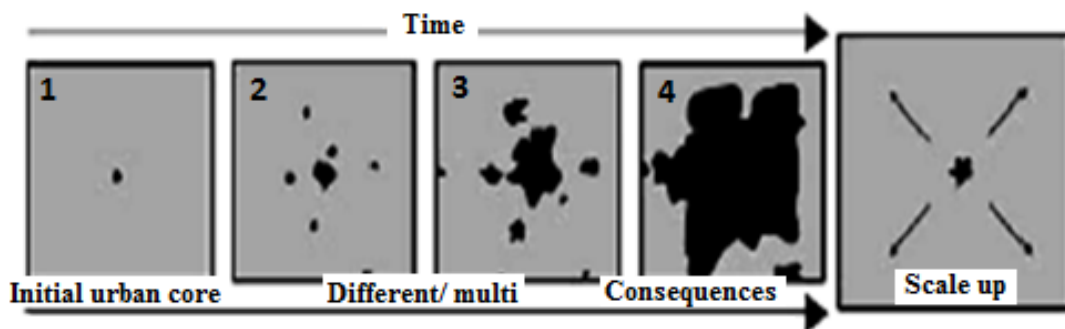 Time
1
2
3
4
Initial urban core
Different/ multi
Consequences
Scale up